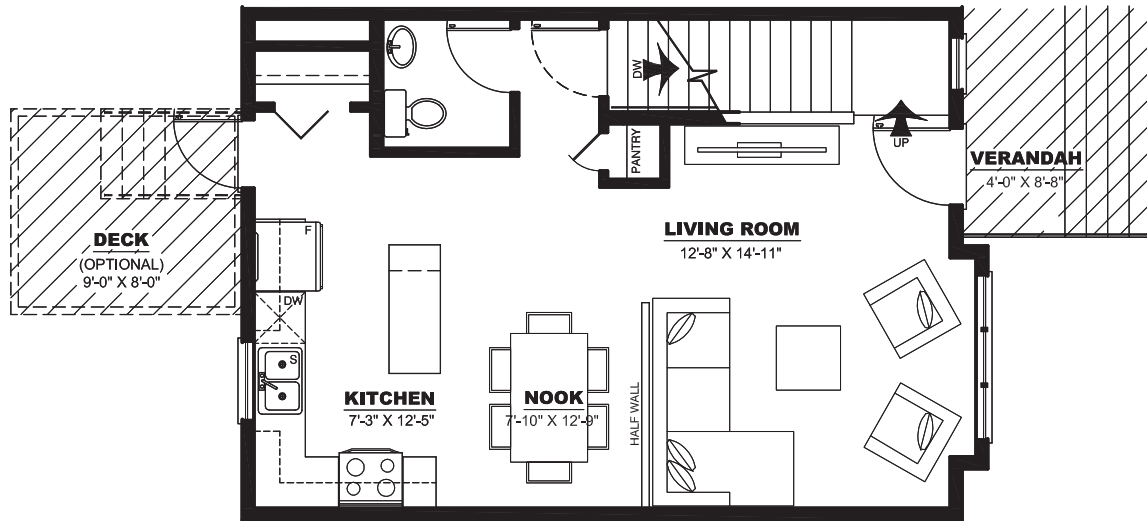 DW
PANTRY
UP
VERANDAH
4'-0" X 8'-8"
LIVING ROOM
12'-8" X 14'-11"
DECK
(OPTIONAL)
9'-0" X 8'-0"
F
DW
S
KITCHEN
7'-3" X 12'-5"
NOOK
7'-10" X 12'-9"
HALF WALL